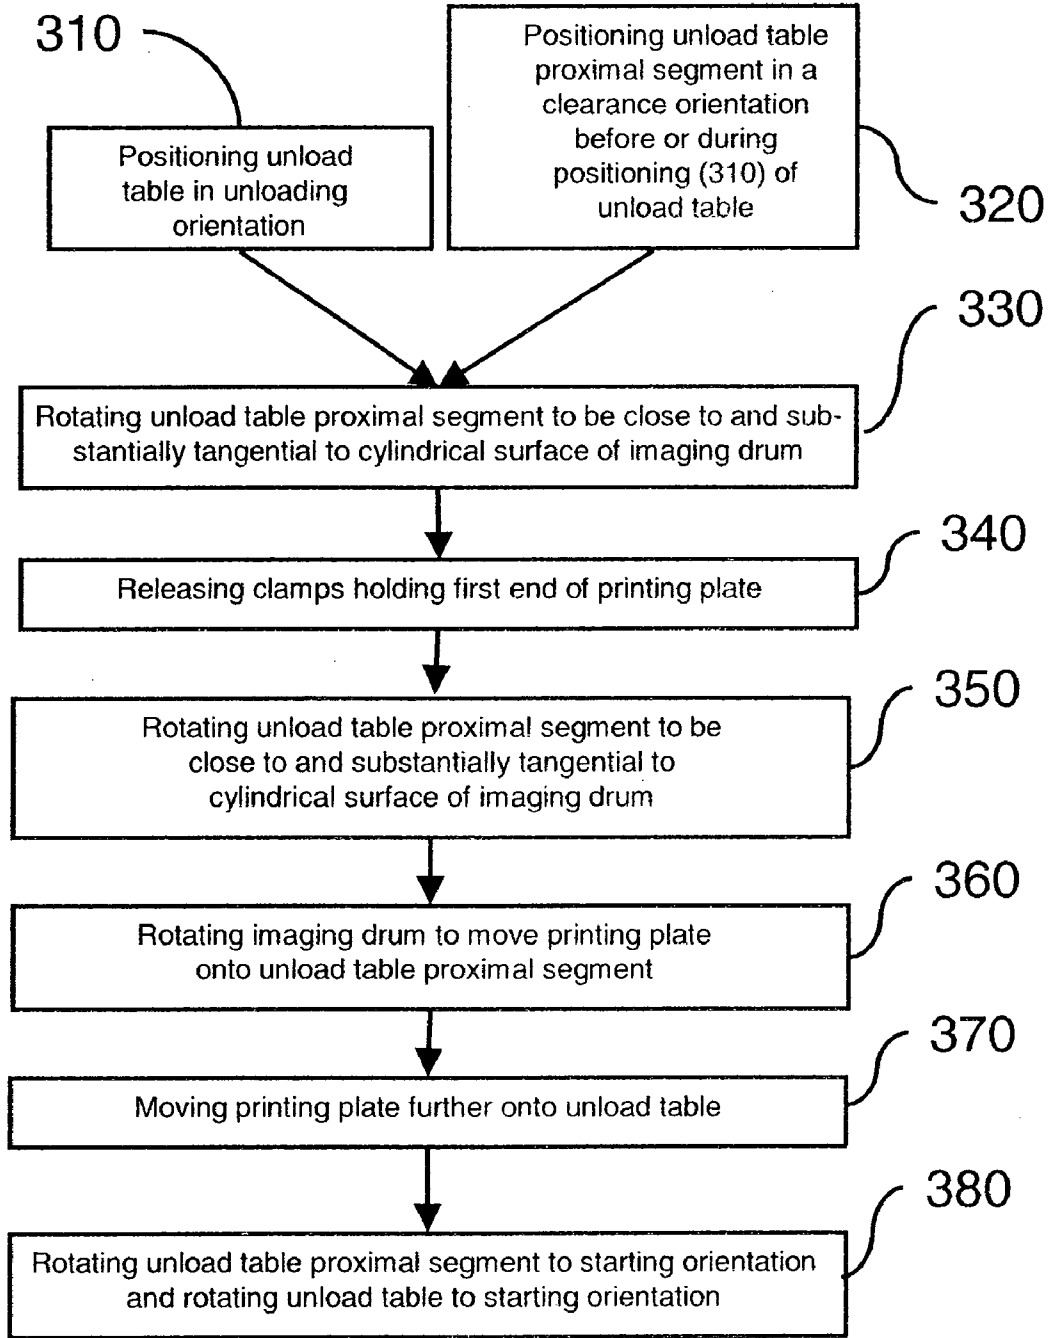 310
Positioning unload
table in unloading
orientation
Positioning unload table
proximal segment in a
clearance orientation
before or during
positioning (310) of
unload table
320
330
Rotating unload table proximal segment to be close to and sub-
stantially tangential to cylindrical surface of imaging drum
340
Releasing clamps holding first end of printing plate
350
Rotating unload table proximal segment to be
close to and substantially tangential to
cylindrical surface of imaging drum
360
Rotating imaging drum to move printing plate
onto unload table proximal segment
370
Moving printing plate further onto unload table
380
Rotating unload table proximal segment to starting orientation
and rotating unload table to starting orientation